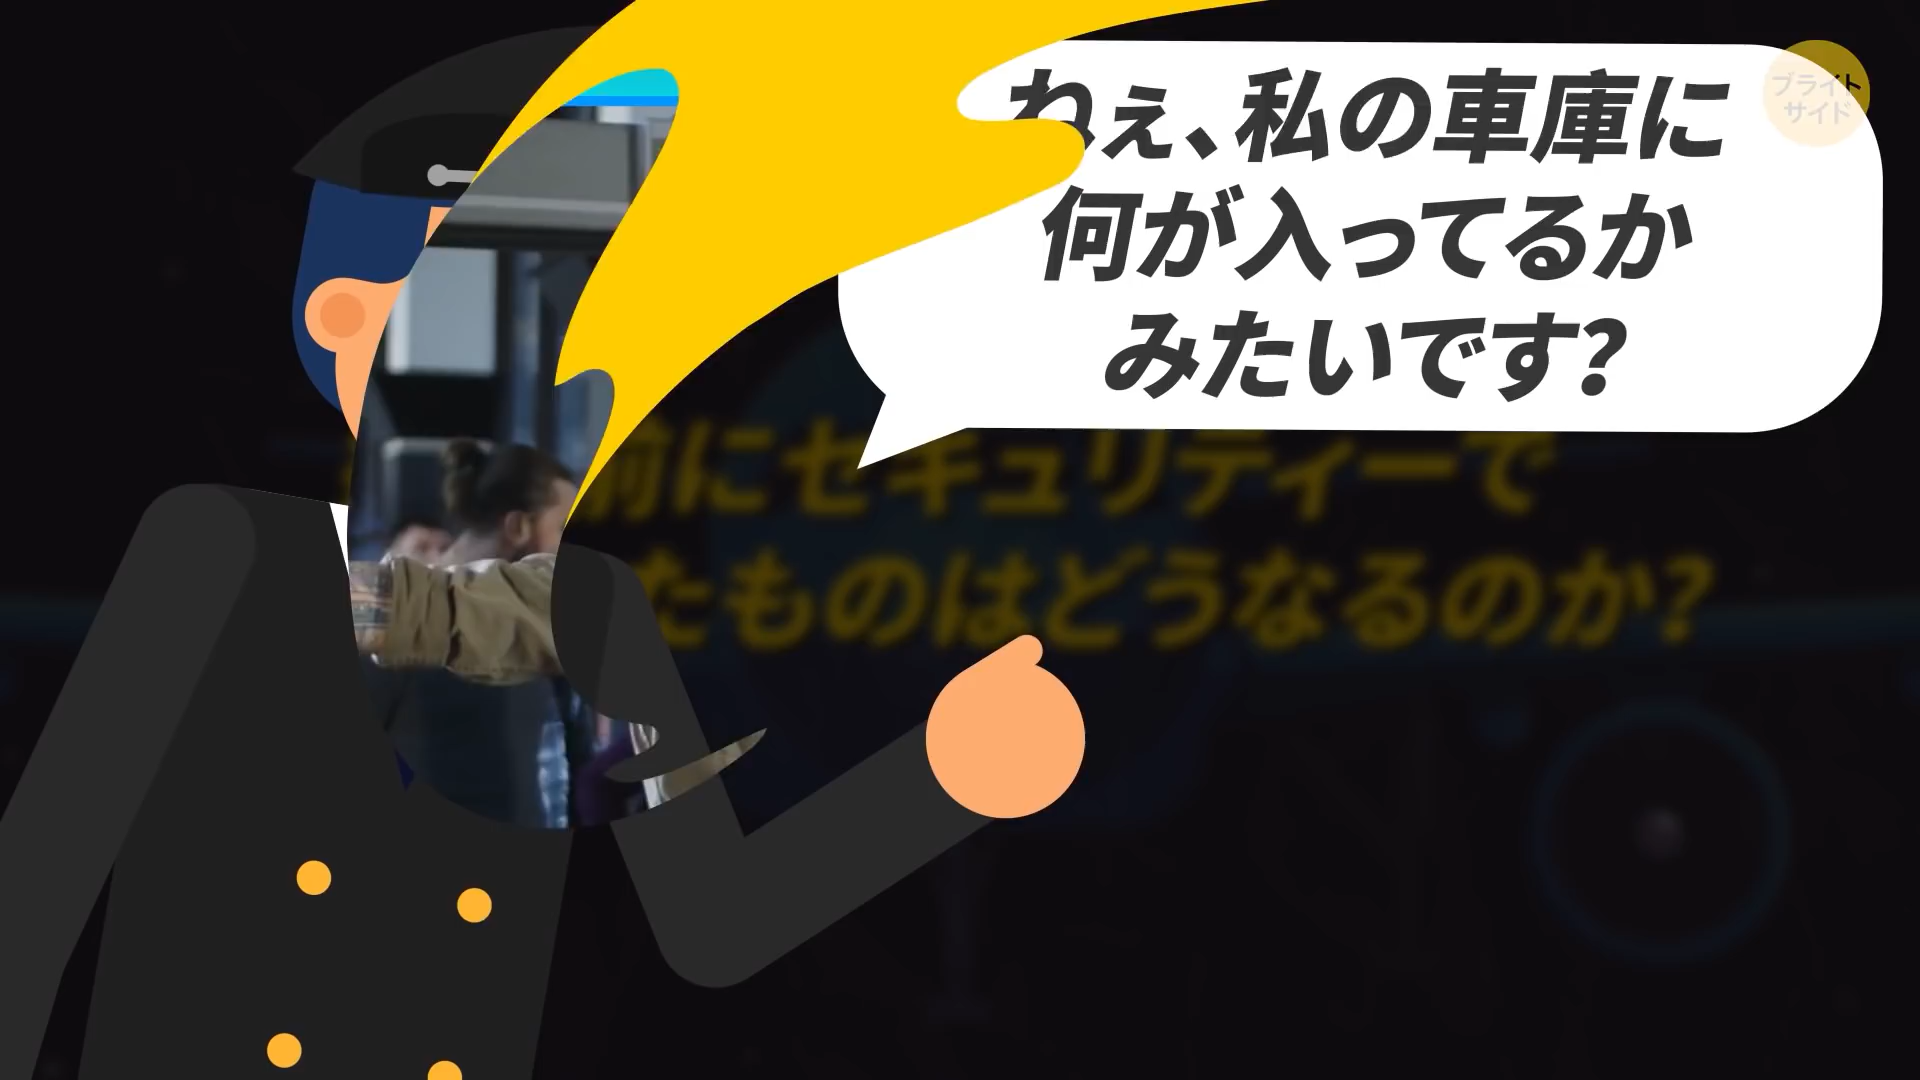 ブライト
サイド
ねぇ、私の車庫に
何が入ってるか
みたいです?
前にセキュリティーで
たものはどうなるのか?